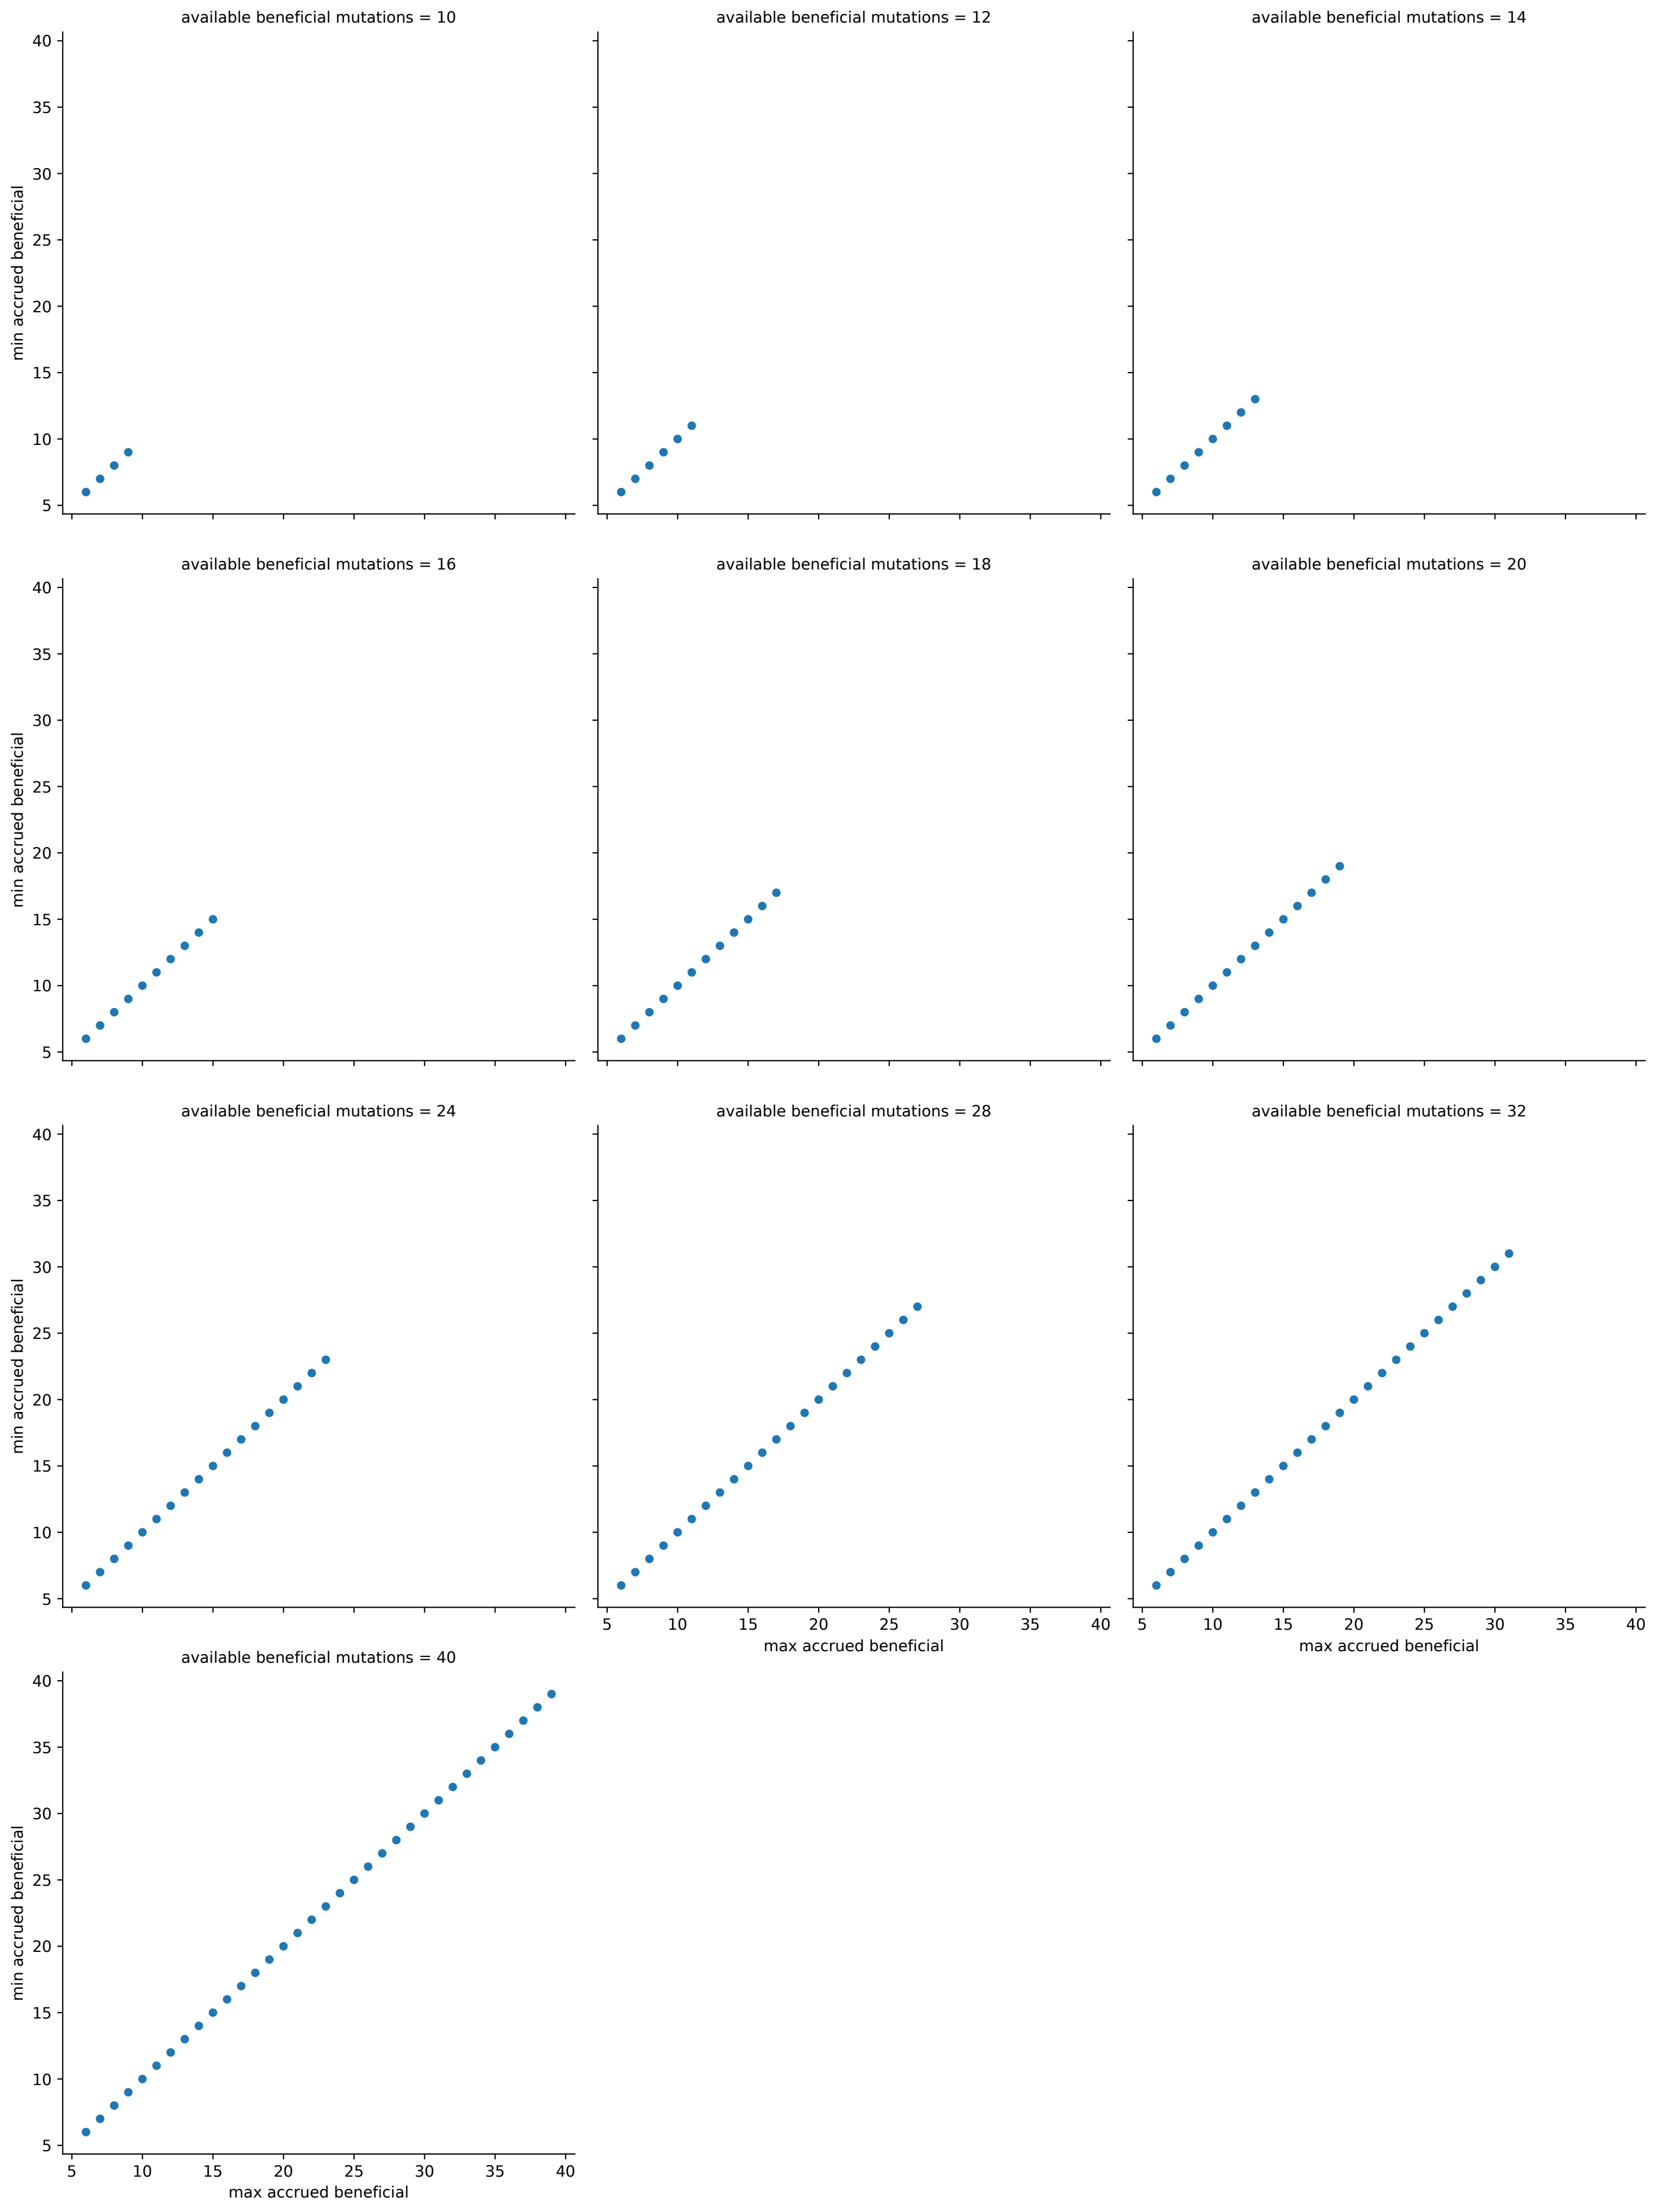 available beneficial mutations = 10
available beneficial mutations = 12
available beneficial mutations = 14
40
35
30
25
20
15
10
5
min accrued beneficial
available beneficial mutations = 16
available beneficial mutations = 18
available beneficial mutations = 20
40
35
30
25
20
15
10
5
min accrued beneficial
available beneficial mutations = 24
available beneficial mutations = 28
available beneficial mutations = 32
40
35
30
25
20
15
10
5
min accrued beneficial
5 10 15 20 25 30 35 40
max accrued beneficial
5 10 15 20 25 30 35 40
max accrued beneficial
available beneficial mutations = 40
40
35
30
25
20
15
10
5
min accrued beneficial
5 10 15 20 25 30 35 40
max accrued beneficial